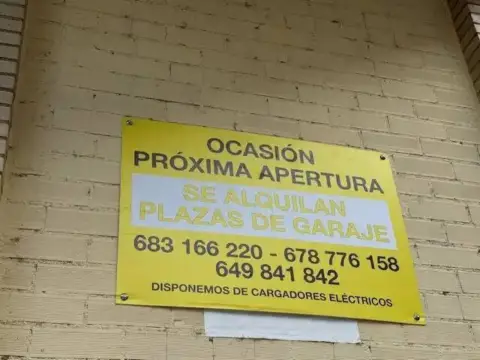 OCASIÓN
PRÓXIMA APERTURA
SE ALQUILAN
PLAZAS DE GARAJE
683 166 220 - 678 776 158
649 841 842
DISPONEMOS DE CARGADORES ELÉCTRICOS